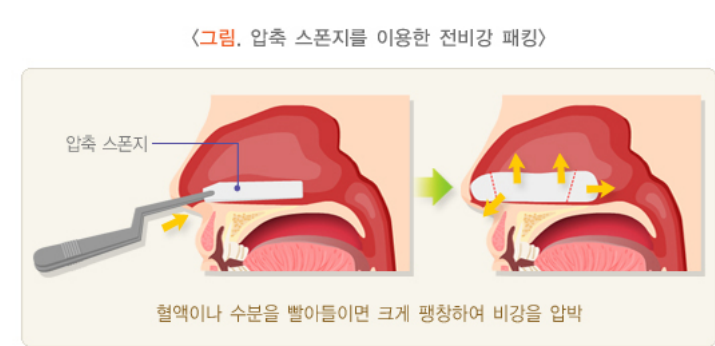 〈그림. 압축 스폰지를 이용한 전비강 패킹〉
압축 스폰지
혈액이나 수분을 빨아들이면 크게 팽창하여 비강을 압박